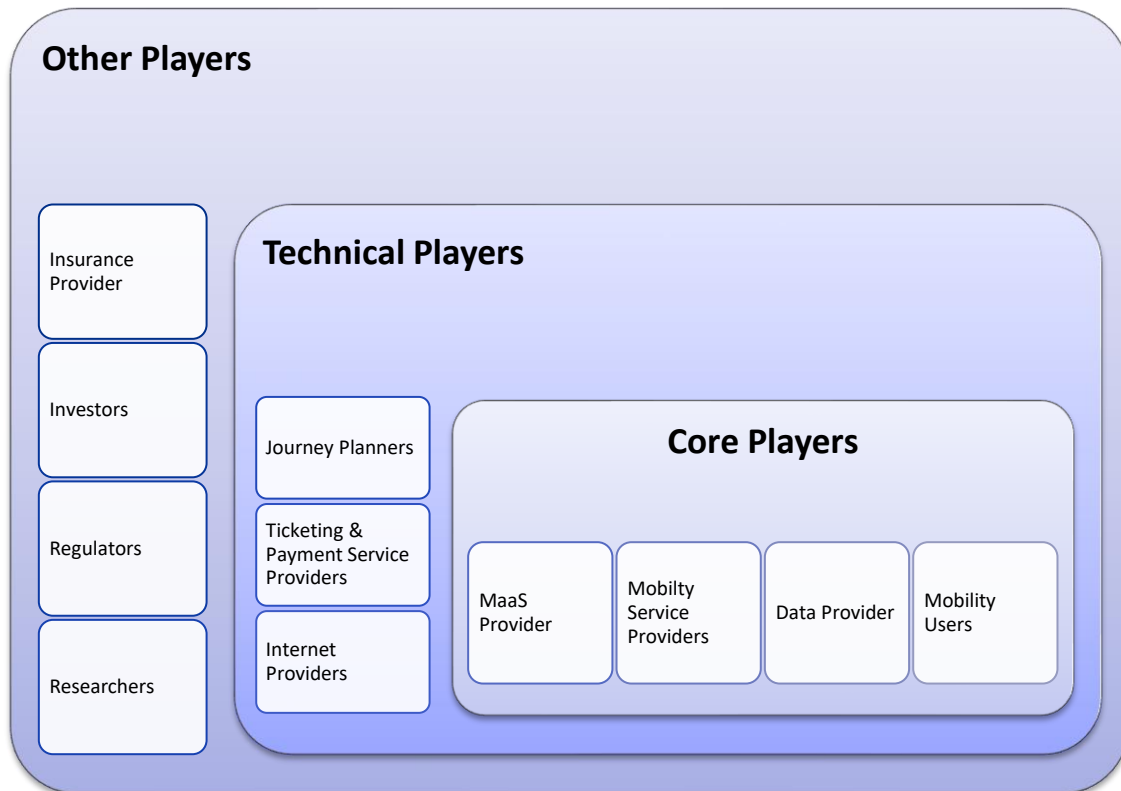 Other Players
Insurance
Provider
Investors
Regulators
Researchers
Technical Players
Journey Planners
Ticketing &
Payment Service
Providers
Internet
Providers
Core Players
MaaS
Provider
Mobilty
Service
Providers
Data Provider
Mobility
Users